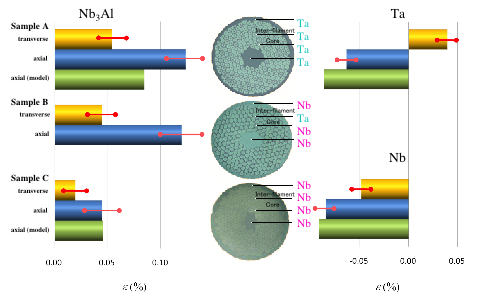 Nb3Al
Ta
Sample A
transverse
axial
axial (model)
Ta
Inter-filament
Ta
Core
Ta
Ta
Sample B
transverse
axial
Nb
Inter-filament
Ta
Core
Nb
Nb
Nb
Sample C
transverse
axial
axial (model)
Nb
Inter-filament
Nb
Core
Nb
Nb
0.00
0.05
0.10
-0.05
0.00
0.05
ε (%)
ε (%)